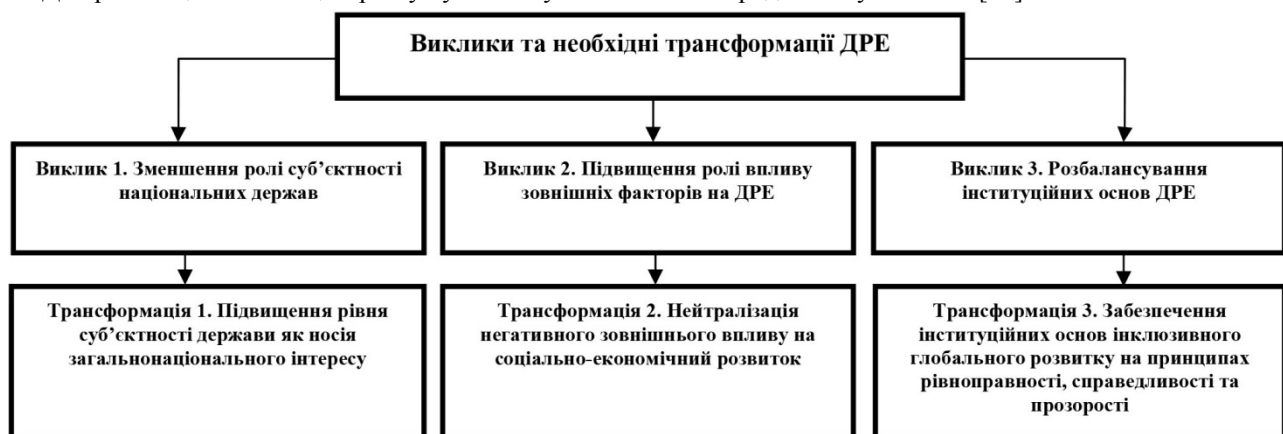 Виклики та необхідні трансформації ДРЕ
Виклик 1. Зменшення ролі суб’єктності
національних держав
Виклик 2. Підвищення ролі впливу
зовнішніх факторів на ДРЕ
Виклик 3. Розбалансування
інституційних основ ДРЕ
Трансформація 1. Підвищення рівня
суб’єктності держави як носія
загальнонаціонального інтересу
Трансформація 2. Нейтралізація
негативного зовнішнього впливу на
соціально-економічний розвиток
Трансформація 3. Забезпечення
інституційних основ інклюзивного
глобального розвитку на принципах
рівноправності, справедливості та
прозорості